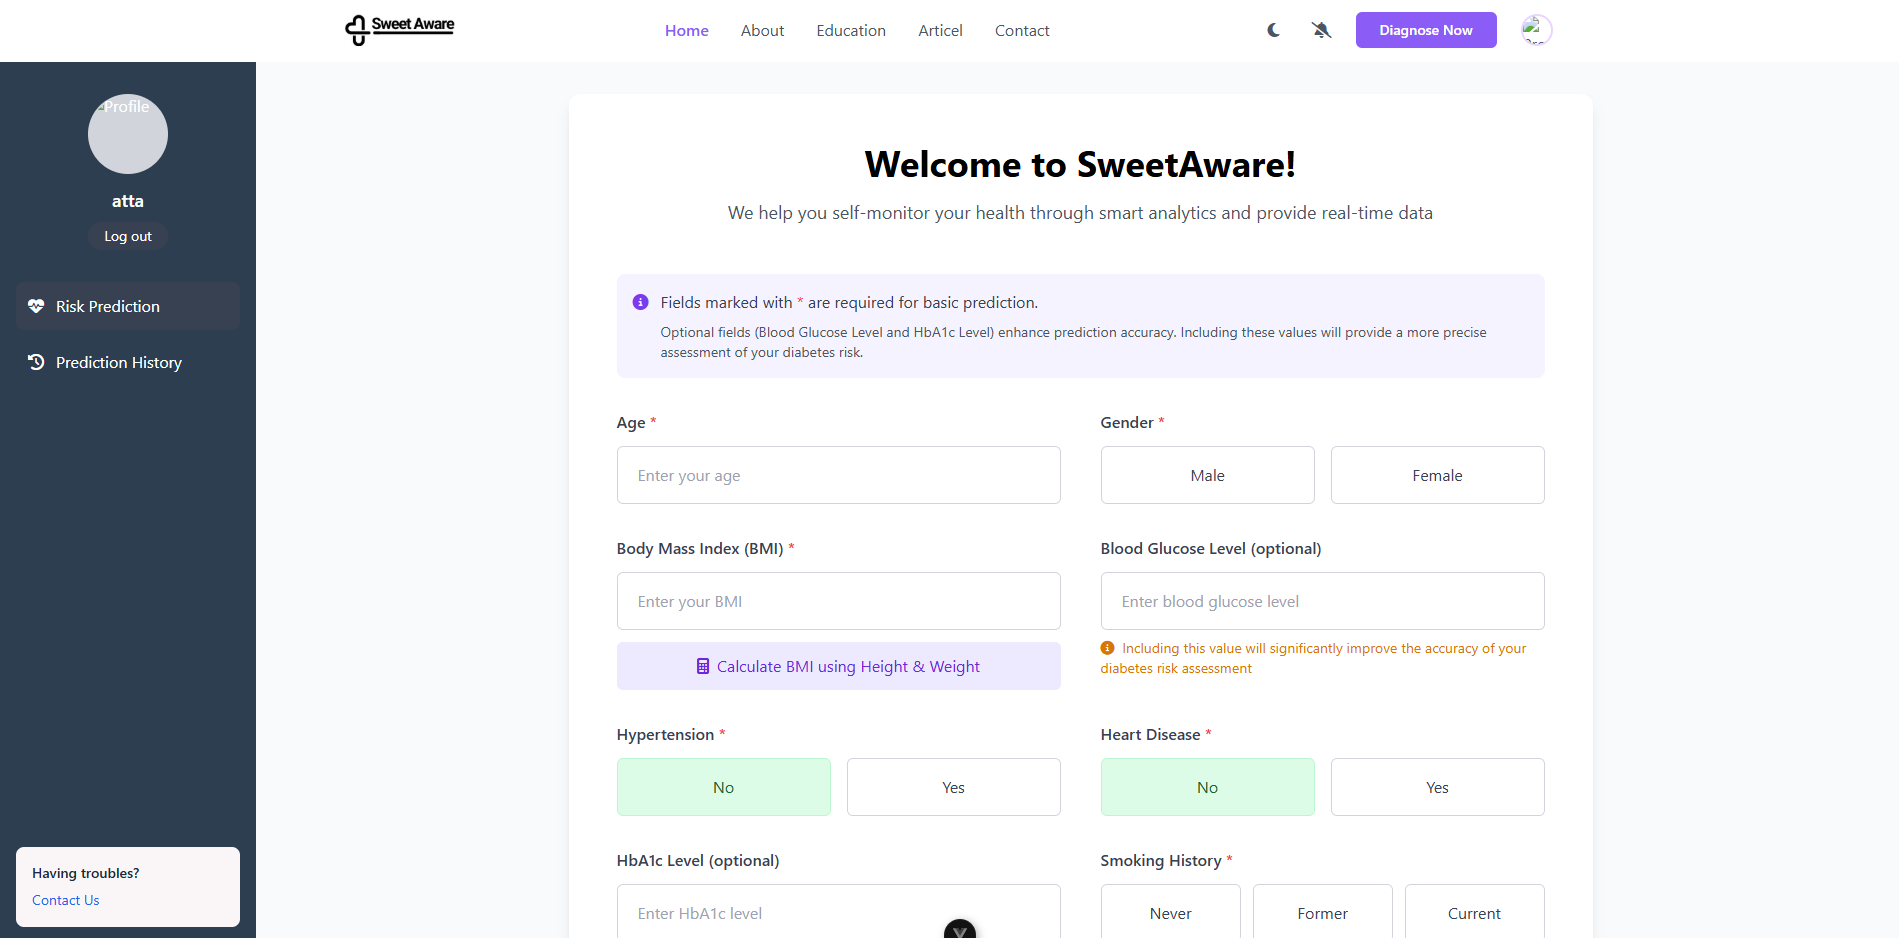 Sweet Aware
Home
About
Education
Articel
Contact
Diagnose Now
Profile
atta
Log out
Risk Prediction
Prediction History
Having troubles?
Contact Us
Welcome to SweetAware!
We help you self-monitor your health through smart analytics and provide real-time data
Fields marked with * are required for basic prediction.
Optional fields (Blood Glucose Level and HbA1c Level) enhance prediction accuracy. Including these values will provide a more precise
assessment of your diabetes risk.
Age *
Enter your age
Gender *
Male
Female
Body Mass Index (BMI) *
Enter your BMI
Calculate BMI using Height & Weight
Blood Glucose Level (optional)
Enter blood glucose level
Including this value will significantly improve the accuracy of your
diabetes risk assessment
Hypertension *
No
Yes
Heart Disease *
No
Yes
HbA1c Level (optional)
Enter HbA1c level
Smoking History *
Never
Former
Current